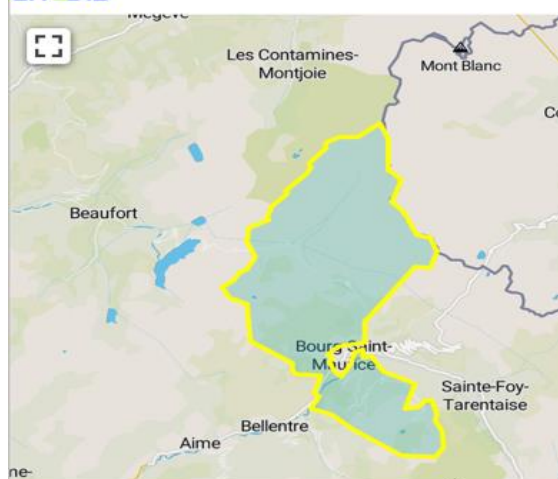 Megève
Les Contamines-
Montjoie
Mont Blanc
Beaufort
Bourg Saint-
Maurice
Sainte-Foy-
Tarentaise
Bellentre
Aime